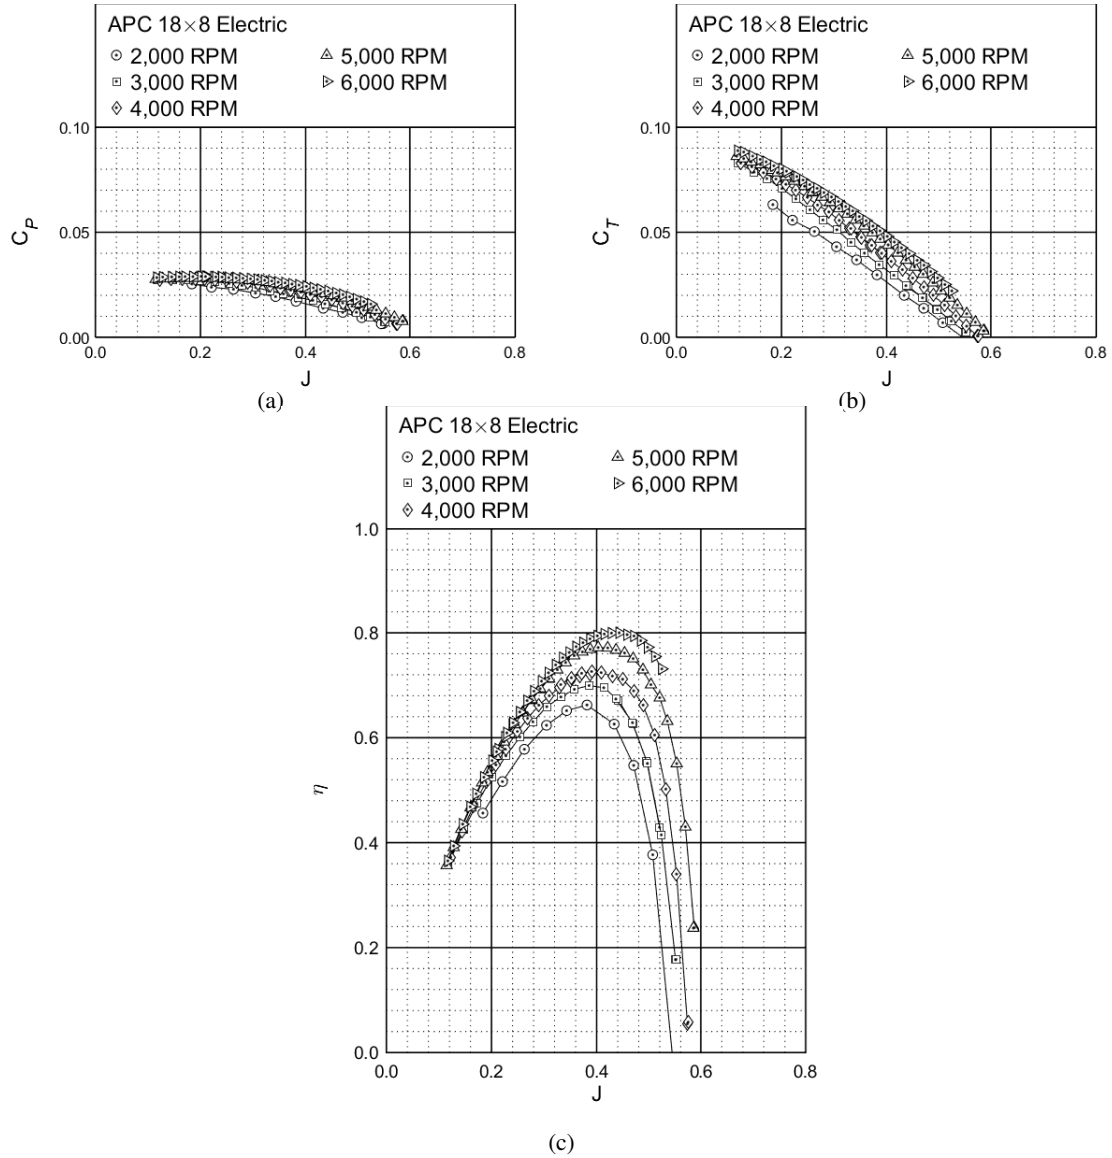 APC 18×8 Electric
2,000 RPM 5,000 RPM
3,000 RPM 6,000 RPM
4,000 RPM
0.10
0.05
0.00
C_P
0.0 0.2 0.4 0.6 0.8
J
(a)
APC 18×8 Electric
2,000 RPM 5,000 RPM
3,000 RPM 6,000 RPM
4,000 RPM
0.10
0.05
0.00
C_T
0.0 0.2 0.4 0.6 0.8
J
(b)
APC 18×8 Electric
2,000 RPM 5,000 RPM
3,000 RPM 6,000 RPM
4,000 RPM
1.0
0.8
0.6
0.4
0.2
0.0
η
0.0 0.2 0.4 0.6 0.8
J
(c)